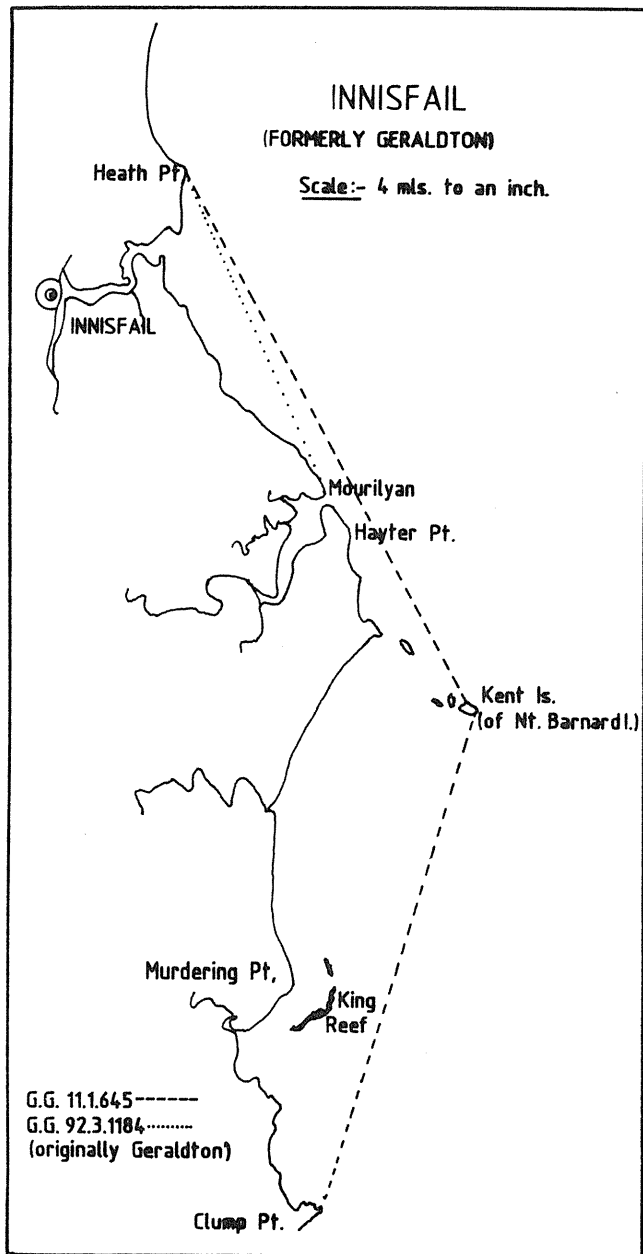 INNISFAIL
(FORMERLY GERALDTON)
Heath Pt
Scale:- 4 mls. to an inch.
INNISFAIL
Mourilyan
Hayter Pt.
Kent Is.
(of Nt. Barnard I.)
Murdering Pt,
King
Reef
G.G. 11.1.645
G.G. 92.3.1184
(originally Geraldton)
Clump Pt.